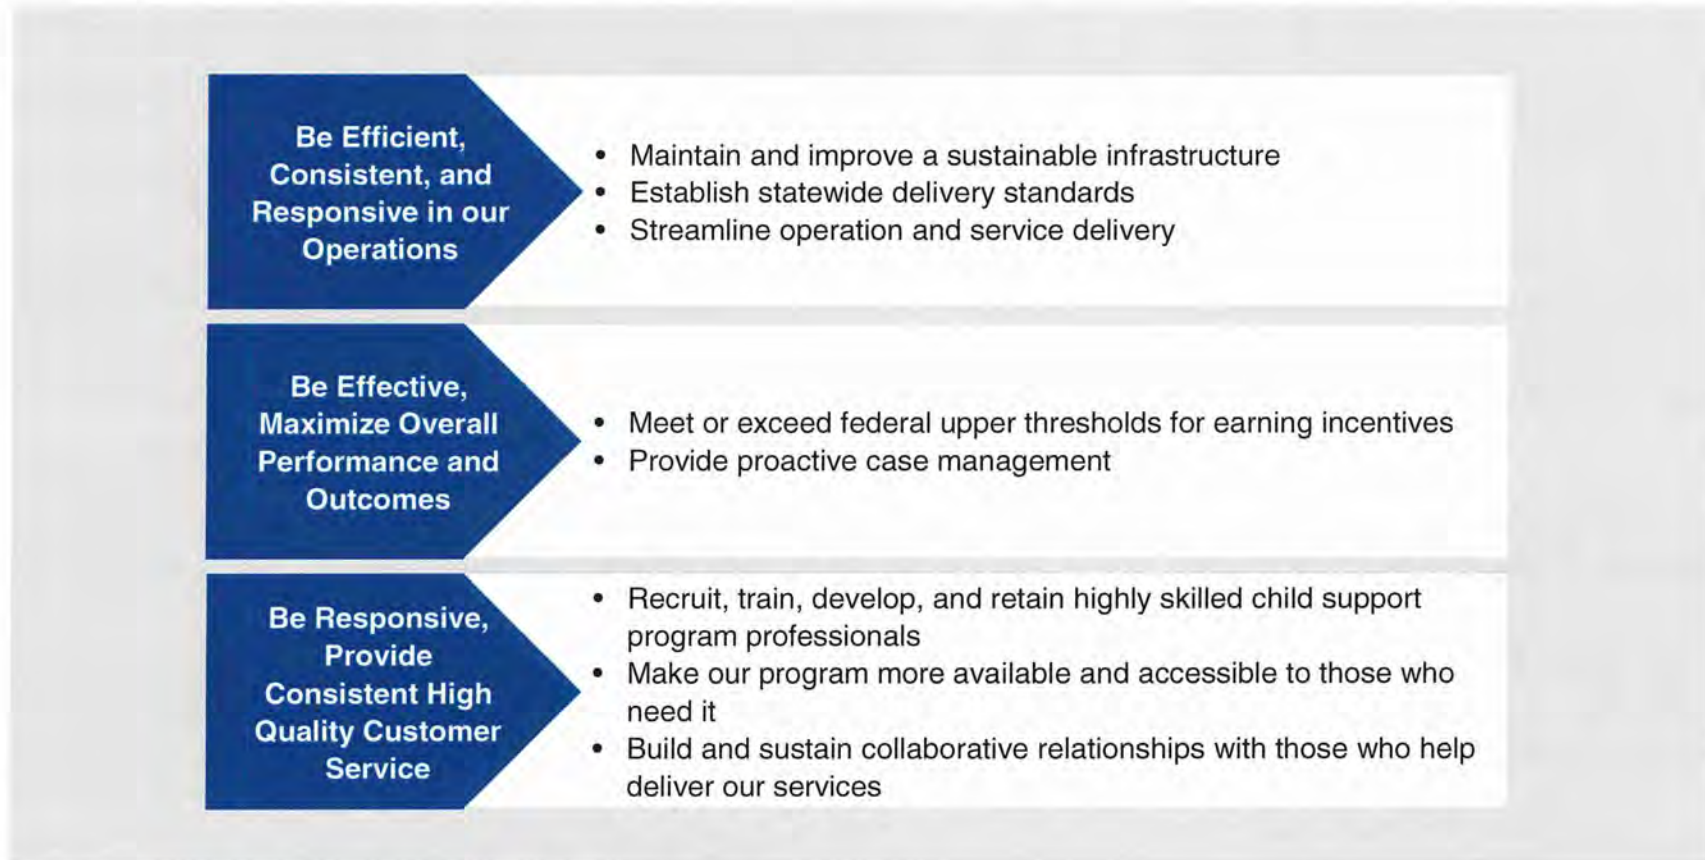 Be Efficient,
Consistent, and
Responsive in our
Operations
• Maintain and improve a sustainable infrastructure
• Establish statewide delivery standards
• Streamline operation and service delivery
Be Effective,
Maximize Overall
Performance and
Outcomes
• Meet or exceed federal upper thresholds for earning incentives
• Provide proactive case management
Be Responsive,
Provide
Consistent High
Quality Customer
Service
• Recruit, train, develop, and retain highly skilled child support
program professionals
• Make our program more available and accessible to those who
need it
• Build and sustain collaborative relationships with those who help
deliver our services